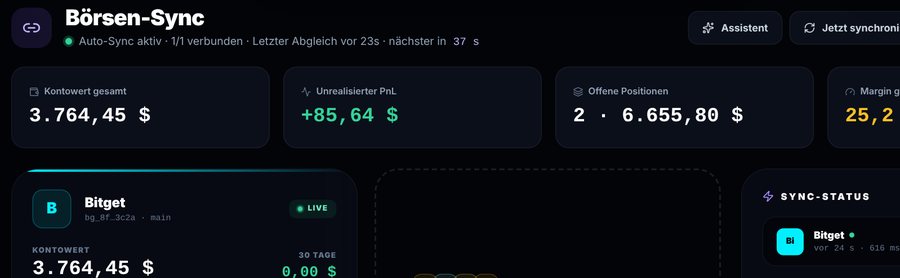 Börsen-Sync
Auto-Sync aktiv · 1/1 verbunden · Letzter Abgleich vor 23s · nächster in 37 s
Assistent
Jetzt synchroni
Kontowert gesamt
3.764,45 $
Unrealisierter PnL
+85,64 $
Offene Positionen
2 · 6.655,80 $
Margin g
25,2
B
Bitget
bg_8f…3c2a · main
LIVE
KONTOWERT
3.764,45 $
30 TAGE
0,00 $
SYNC-STATUS
Bi
Bitget
vor 24 s · 616 ms